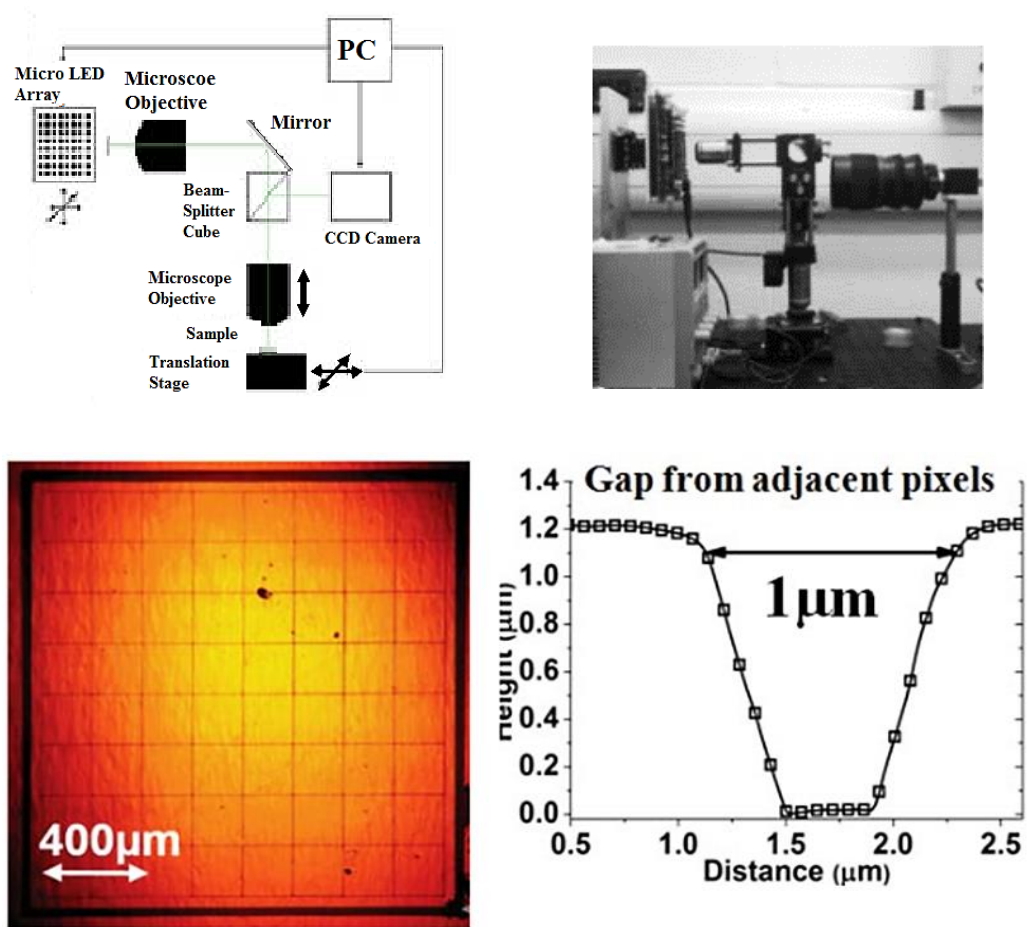 PC
Micro LED
Array
Microscoe
Objective
Mirror
Beam-
Splitter
Cube
CCD Camera
Microscope
Objective
Sample
Translation
Stage
400µm
Gap from adjacent pixels
1µm
Height (µm)
1.4
1.2
1.0
0.8
0.6
0.4
0.2
0.0
0.5 1.0 1.5 2.0 2.5
Distance (µm)